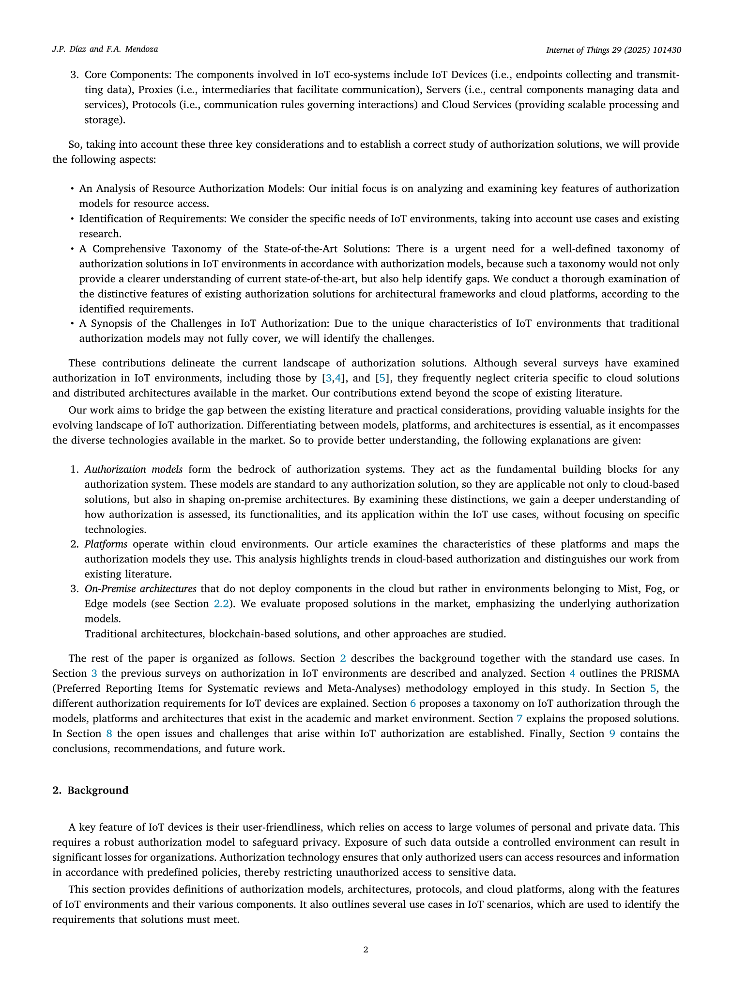 J.P. Díaz and F.A. Mendoza
Internet of Things 29 (2025) 101430
3. Core Components: The components involved in IoT eco-systems include IoT Devices (i.e., endpoints collecting and transmit-
ting data), Proxies (i.e., intermediaries that facilitate communication), Servers (i.e., central components managing data and
services), Protocols (i.e., communication rules governing interactions) and Cloud Services (providing scalable processing and
storage).
So, taking into account these three key considerations and to establish a correct study of authorization solutions, we will provide
the following aspects:
• An Analysis of Resource Authorization Models: Our initial focus is on analyzing and examining key features of authorization
models for resource access.
• Identification of Requirements: We consider the specific needs of IoT environments, taking into account use cases and existing
research.
• A Comprehensive Taxonomy of the State-of-the-Art Solutions: There is a urgent need for a well-defined taxonomy of
authorization solutions in IoT environments in accordance with authorization models, because such a taxonomy would not only
provide a clearer understanding of current state-of-the-art, but also help identify gaps. We conduct a thorough examination of
the distinctive features of existing authorization solutions for architectural frameworks and cloud platforms, according to the
identified requirements.
• A Synopsis of the Challenges in IoT Authorization: Due to the unique characteristics of IoT environments that traditional
authorization models may not fully cover, we will identify the challenges.
These contributions delineate the current landscape of authorization solutions. Although several surveys have examined
authorization in IoT environments, including those by [3,4], and [5], they frequently neglect criteria specific to cloud solutions
and distributed architectures available in the market. Our contributions extend beyond the scope of existing literature.
Our work aims to bridge the gap between the existing literature and practical considerations, providing valuable insights for the
evolving landscape of IoT authorization. Differentiating between models, platforms, and architectures is essential, as it encompasses
the diverse technologies available in the market. So to provide better understanding, the following explanations are given:
1. Authorization models form the bedrock of authorization systems. They act as the fundamental building blocks for any
authorization system. These models are standard to any authorization solution, so they are applicable not only to cloud-based
solutions, but also in shaping on-premise architectures. By examining these distinctions, we gain a deeper understanding of
how authorization is assessed, its functionalities, and its application within the IoT use cases, without focusing on specific
technologies.
2. Platforms operate within cloud environments. Our article examines the characteristics of these platforms and maps the
authorization models they use. This analysis highlights trends in cloud-based authorization and distinguishes our work from
existing literature.
3. On-Premise architectures that do not deploy components in the cloud but rather in environments belonging to Mist, Fog, or
Edge models (see Section 2.2). We evaluate proposed solutions in the market, emphasizing the underlying authorization
models.
Traditional architectures, blockchain-based solutions, and other approaches are studied.
The rest of the paper is organized as follows. Section 2 describes the background together with the standard use cases. In
Section 3 the previous surveys on authorization in IoT environments are described and analyzed. Section 4 outlines the PRISMA
(Preferred Reporting Items for Systematic reviews and Meta-Analyses) methodology employed in this study. In Section 5, the
different authorization requirements for IoT devices are explained. Section 6 proposes a taxonomy on IoT authorization through the
models, platforms and architectures that exist in the academic and market environment. Section 7 explains the proposed solutions.
In Section 8 the open issues and challenges that arise within IoT authorization are established. Finally, Section 9 contains the
conclusions, recommendations, and future work.
2. Background
A key feature of IoT devices is their user-friendliness, which relies on access to large volumes of personal and private data. This
requires a robust authorization model to safeguard privacy. Exposure of such data outside a controlled environment can result in
significant losses for organizations. Authorization technology ensures that only authorized users can access resources and information
in accordance with predefined policies, thereby restricting unauthorized access to sensitive data.
This section provides definitions of authorization models, architectures, protocols, and cloud platforms, along with the features
of IoT environments and their various components. It also outlines several use cases in IoT scenarios, which are used to identify the
requirements that solutions must meet.
2